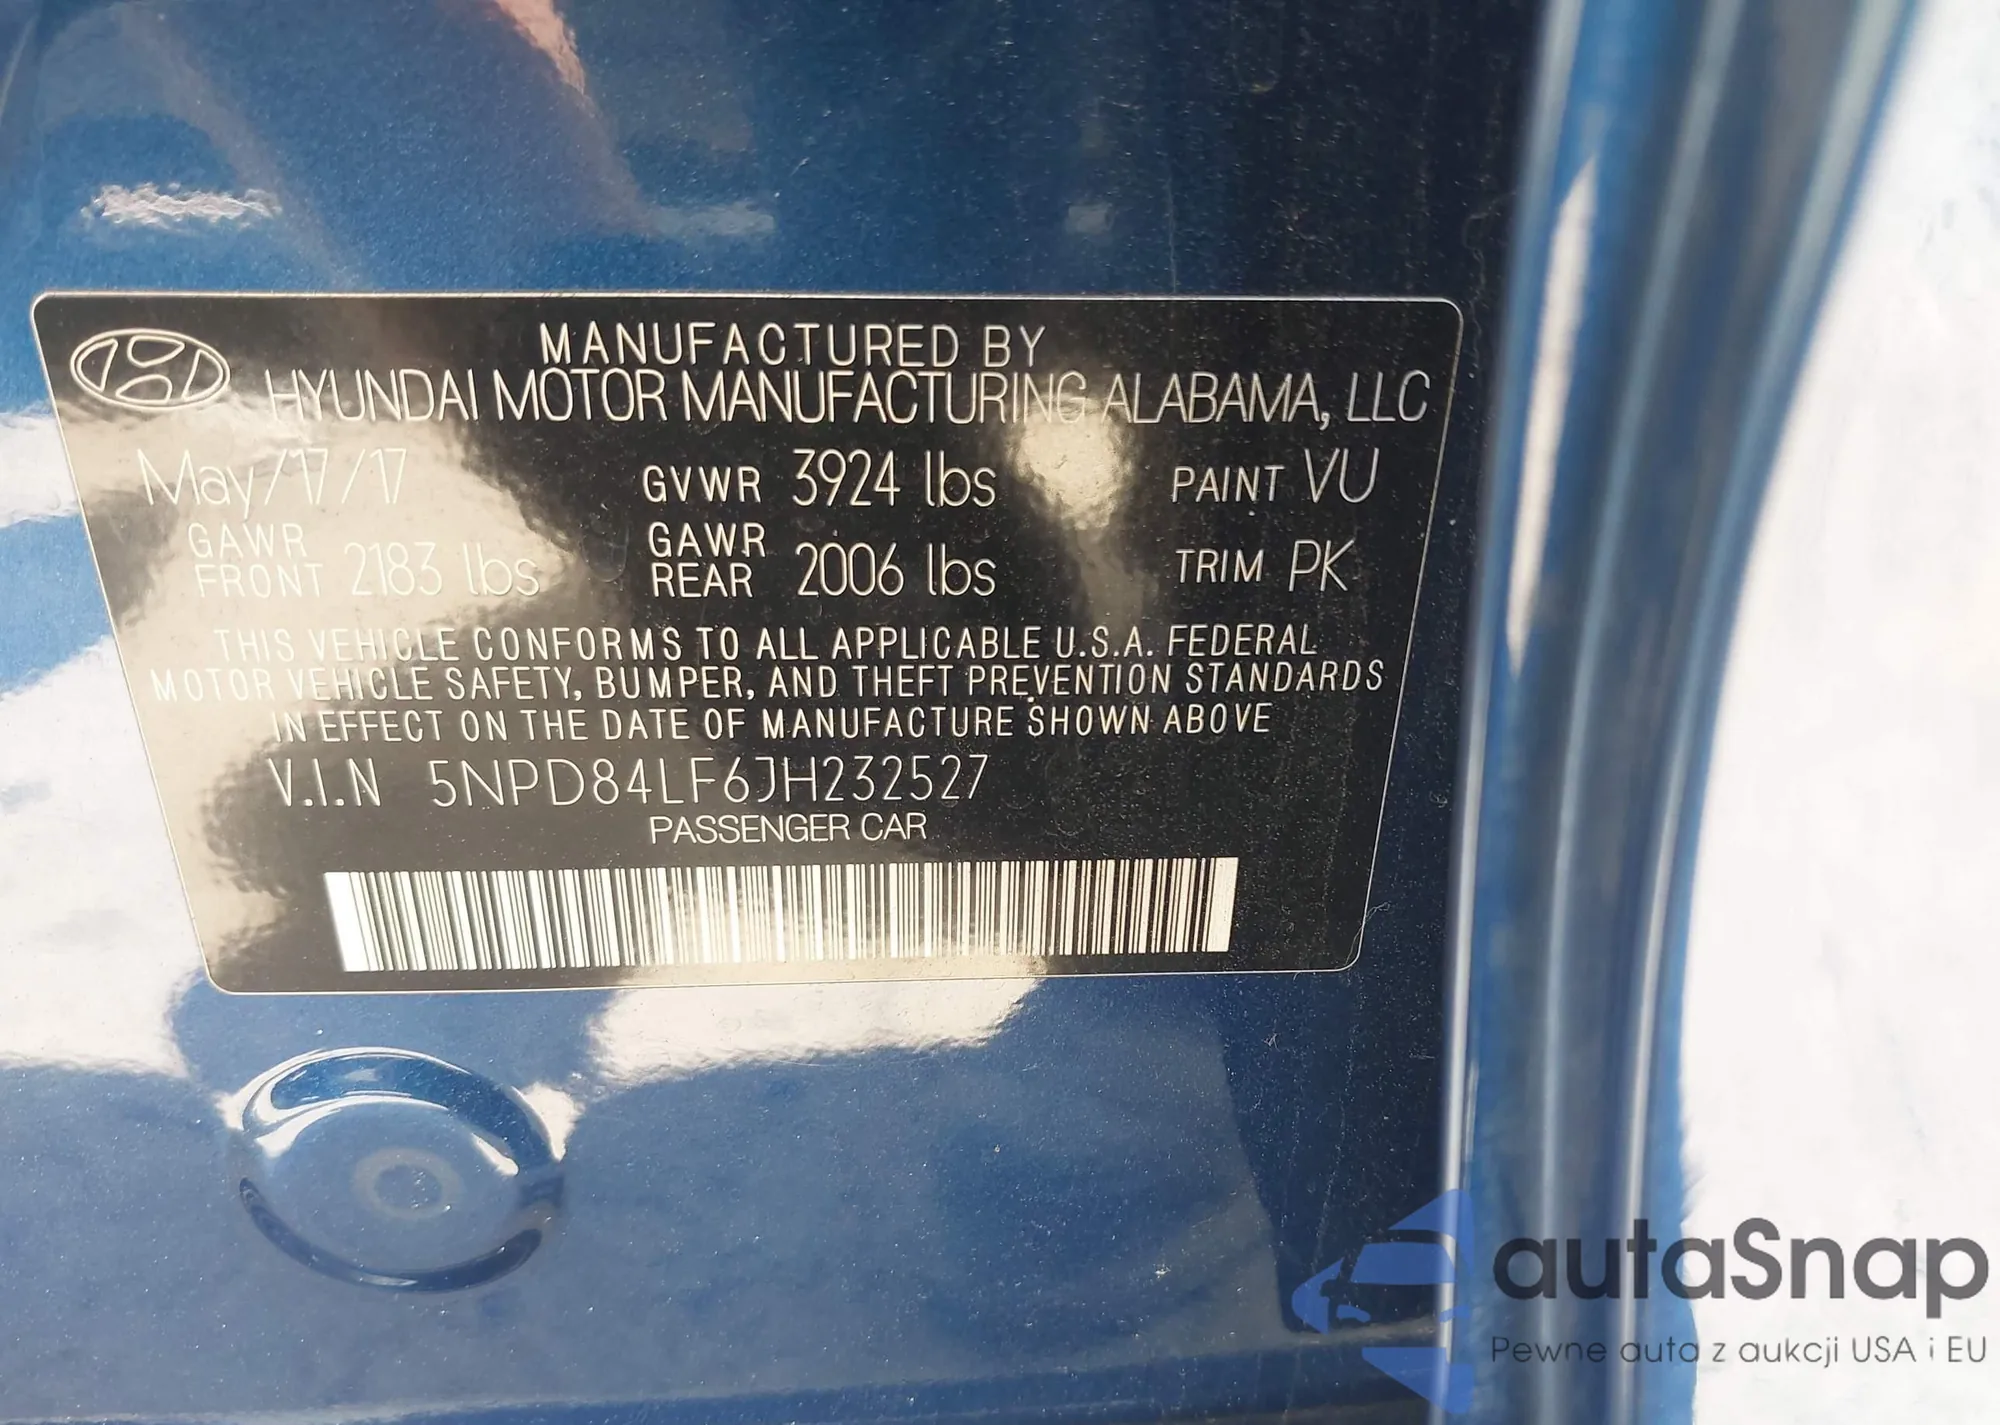 MANUFACTURED BY
HYUNDAI MOTOR MANUFACTURING ALABAMA, LLC
May/17/17 GVWR 3924 lbs PAINT VU
GAWR FRONT 2183 lbs GAWR REAR 2006 lbs TRIM PK
THIS VEHICLE CONFORMS TO ALL APPLICABLE U.S.A. FEDERAL
MOTOR VEHICLE SAFETY, BUMPER, AND THEFT PREVENTION STANDARDS
IN EFFECT ON THE DATE OF MANUFACTURE SHOWN ABOVE
V.I.N 5NPD84LF6JH232527
PASSENGER CAR
autaSnap
Pewne auta z aukcji USA i EU